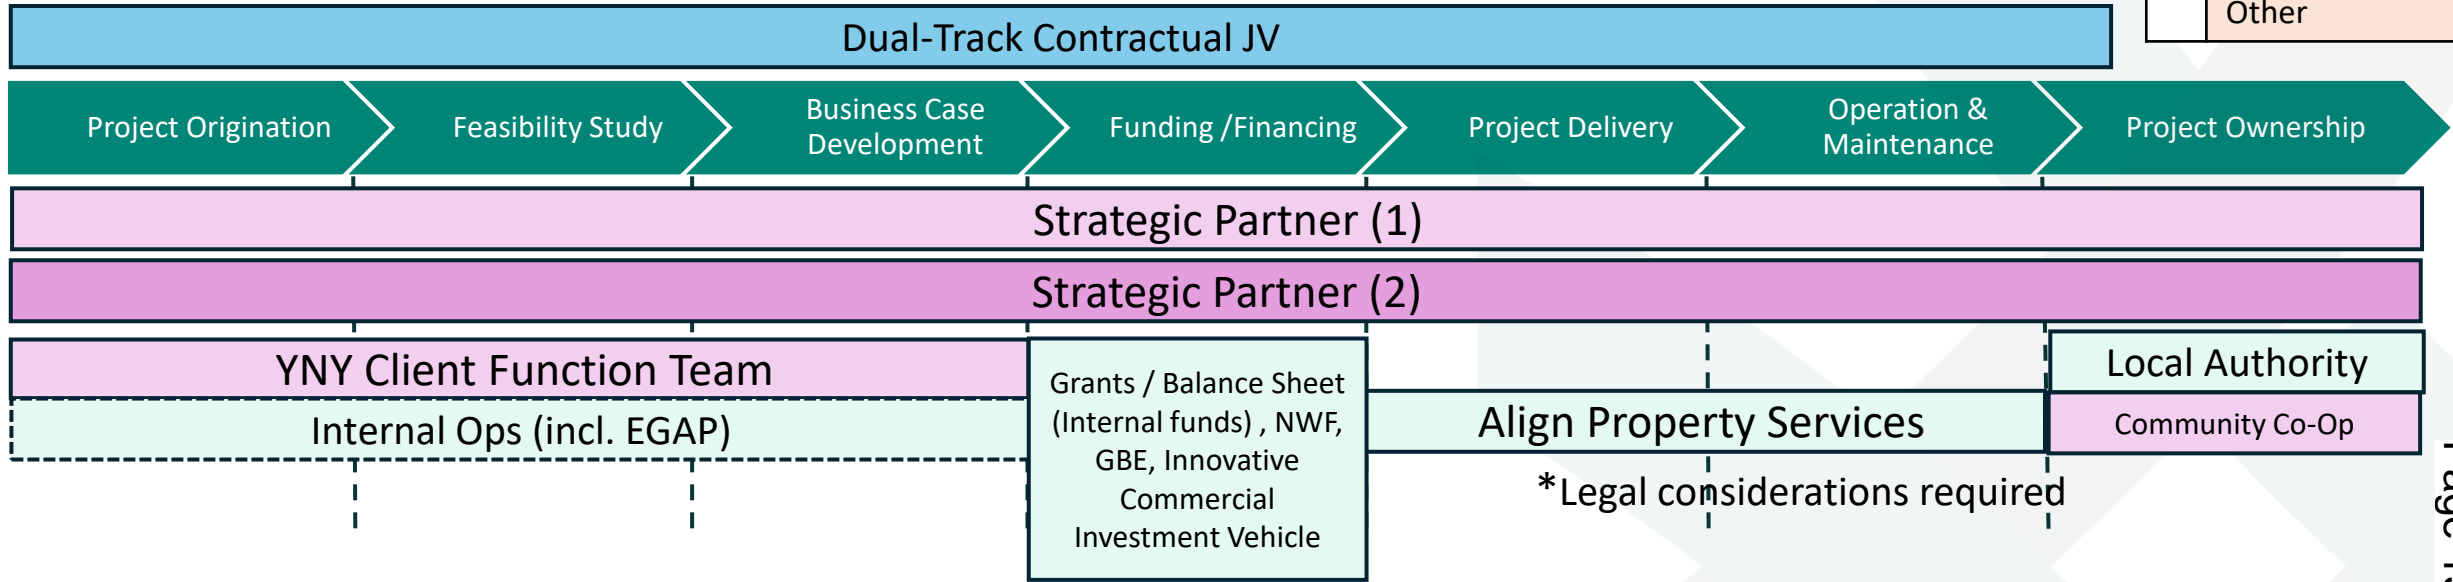 Other
Dual-Track Contractual JV
Project Origination
Feasibility Study
Business Case
Development
Funding /Financing
Project Delivery
Operation &
Maintenance
Project Ownership
Strategic Partner (1)
Strategic Partner (2)
YNY Client Function Team
Internal Ops (incl. EGAP)
Grants / Balance Sheet
(Internal funds) , NWF,
GBE, Innovative
Commercial
Investment Vehicle
Align Property Services
*Legal considerations required
Local Authority
Community Co-Op